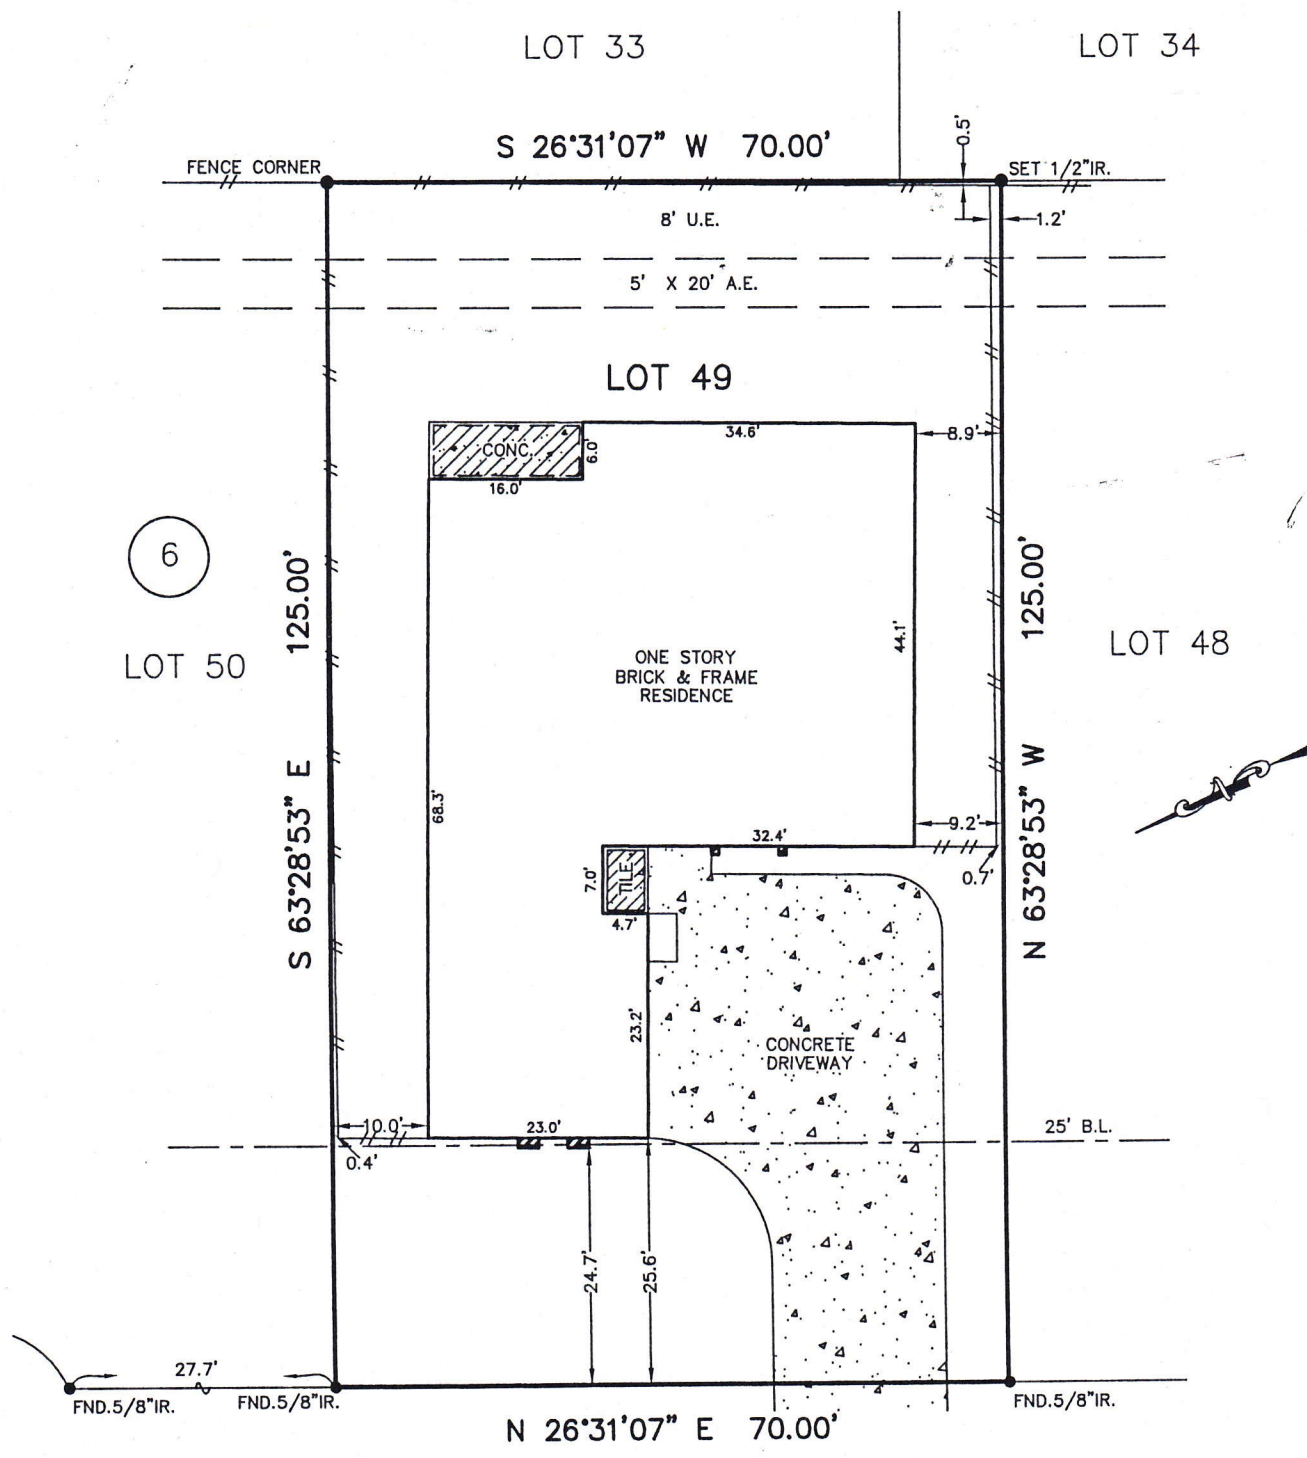 LOT 33
LOT 34
S 26°31'07" W 70.00'
0.5'
FENCE CORNER
SET 1/2"IR.
8' U.E.
1.2'
5' X 20' A.E.
LOT 49
34.6'
8.9'
CONC.
6.0'
16.0'
6
125.00'
125.00'
44.1'
LOT 48
LOT 50
ONE STORY
BRICK & FRAME
RESIDENCE
68.3'
S 63°28'53" E
N 63°28'53" W
N
9.2'
32.4'
0.7'
7.0'
TILE
4.7'
23.2'
CONCRETE
DRIVEWAY
10.0'
23.0'
25' B.L.
0.4'
24.7'
25.6'
27.7'
FND.5/8"IR.
FND.5/8"IR.
FND.5/8"IR.
N 26°31'07" E 70.00'